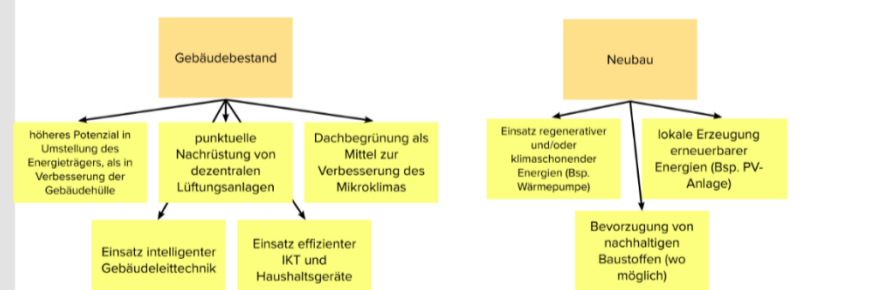 Gebäudebestand
Neubau
höheres Potenzial in
Umstellung des
Energieträgers, als in
Verbesserung der
Gebäudehülle
punktuelle
Nachrüstung von
dezentralen
Lüftungsanlagen
Dachbegrünung als
Mittel zur
Verbesserung des
Mikroklimas
Einsatz regenerativer
und/oder
klimaschonender
Energien (Bsp.
Wärmepumpe)
lokale Erzeugung
erneuerbarer
Energien (Bsp. PV-
Anlage)
Einsatz intelligenter
Gebäudeleittechnik
Einsatz effizienter
IKT und
Haushaltsgeräte
Bevorzugung von
nachhaltigen
Baustoffen (wo
möglich)